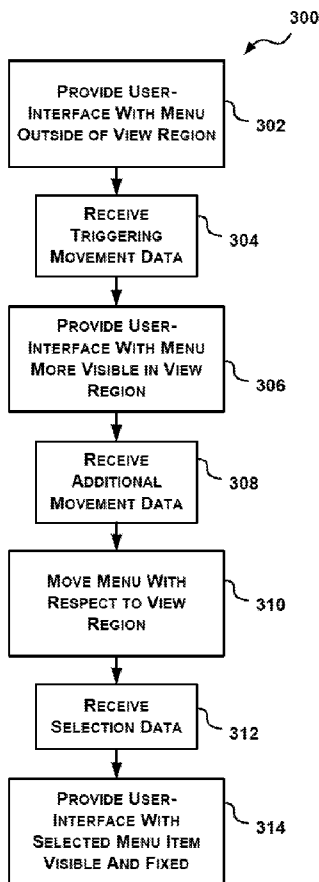 300
PROVIDE USER-
INTERFACE WITH MENU
OUTSIDE OF VIEW REGION
302
RECEIVE
TRIGGERING
MOVEMENT DATA
304
PROVIDE USER-
INTERFACE WITH MENU
MORE VISIBLE IN VIEW
REGION
306
RECEIVE
ADDITIONAL
MOVEMENT DATA
308
MOVE MENU WITH
RESPECT TO VIEW
REGION
310
RECEIVE
SELECTION DATA
312
PROVIDE USER-
INTERFACE WITH
SELECTED MENU ITEM
VISIBLE AND FIXED
314